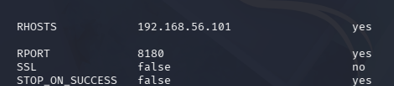 RHOSTS 192.168.56.101 yes
RPORT 8180 yes
SSL false no
STOP_ON_SUCCESS false yes